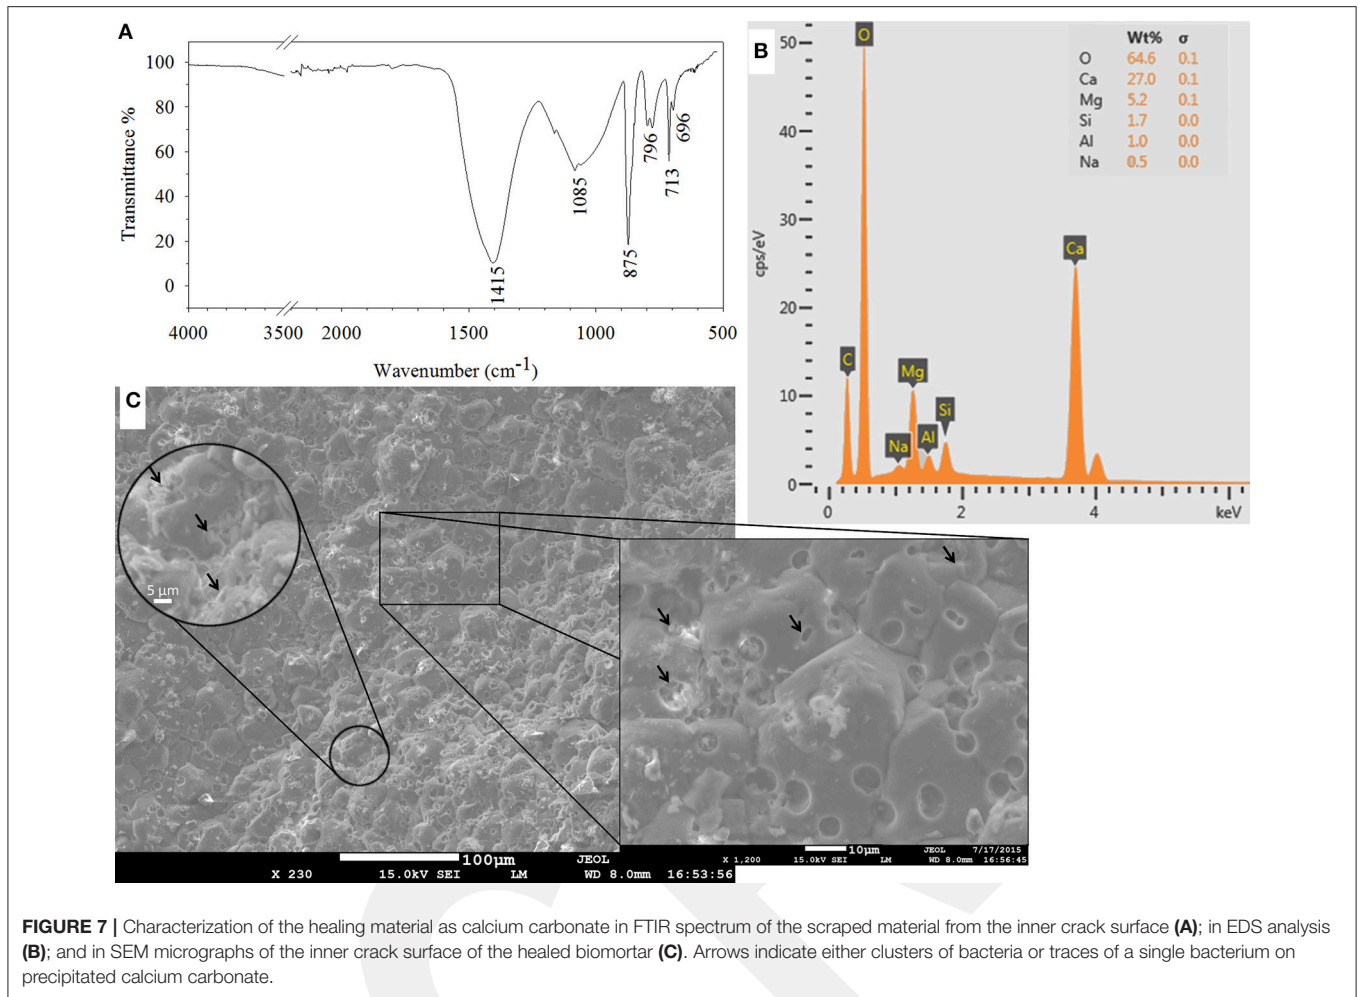 A
Transmittance %
100
80
60
40
20
0
1415
1085
875
796
713
696
4000 3500 2000 1500 1000 500
Wavenumber (cm-1)
B
cps/eV
50
40
30
20
10
0
Wt% σ
O 64.6 0.1
Ca 27.0 0.1
Mg 5.2 0.1
Si 1.7 0.0
Al 1.0 0.0
Na 0.5 0.0
C
O
Na
Mg
Al
Si
Ca
0 2 4 keV
C
5 μm
100μm JEOL
X 230 15.0kV SEI LM WD 8.0mm 16:53:56
10μm JEOL 7/17/2015
X 1,200 15.0kV SEI LM WD 8.0mm 16:56:45
FIGURE 7 | Characterization of the healing material as calcium carbonate in FTIR spectrum of the scraped material from the inner crack surface (A); in EDS analysis
(B); and in SEM micrographs of the inner crack surface of the healed biomortar (C). Arrows indicate either clusters of bacteria or traces of a single bacterium on
precipitated calcium carbonate.